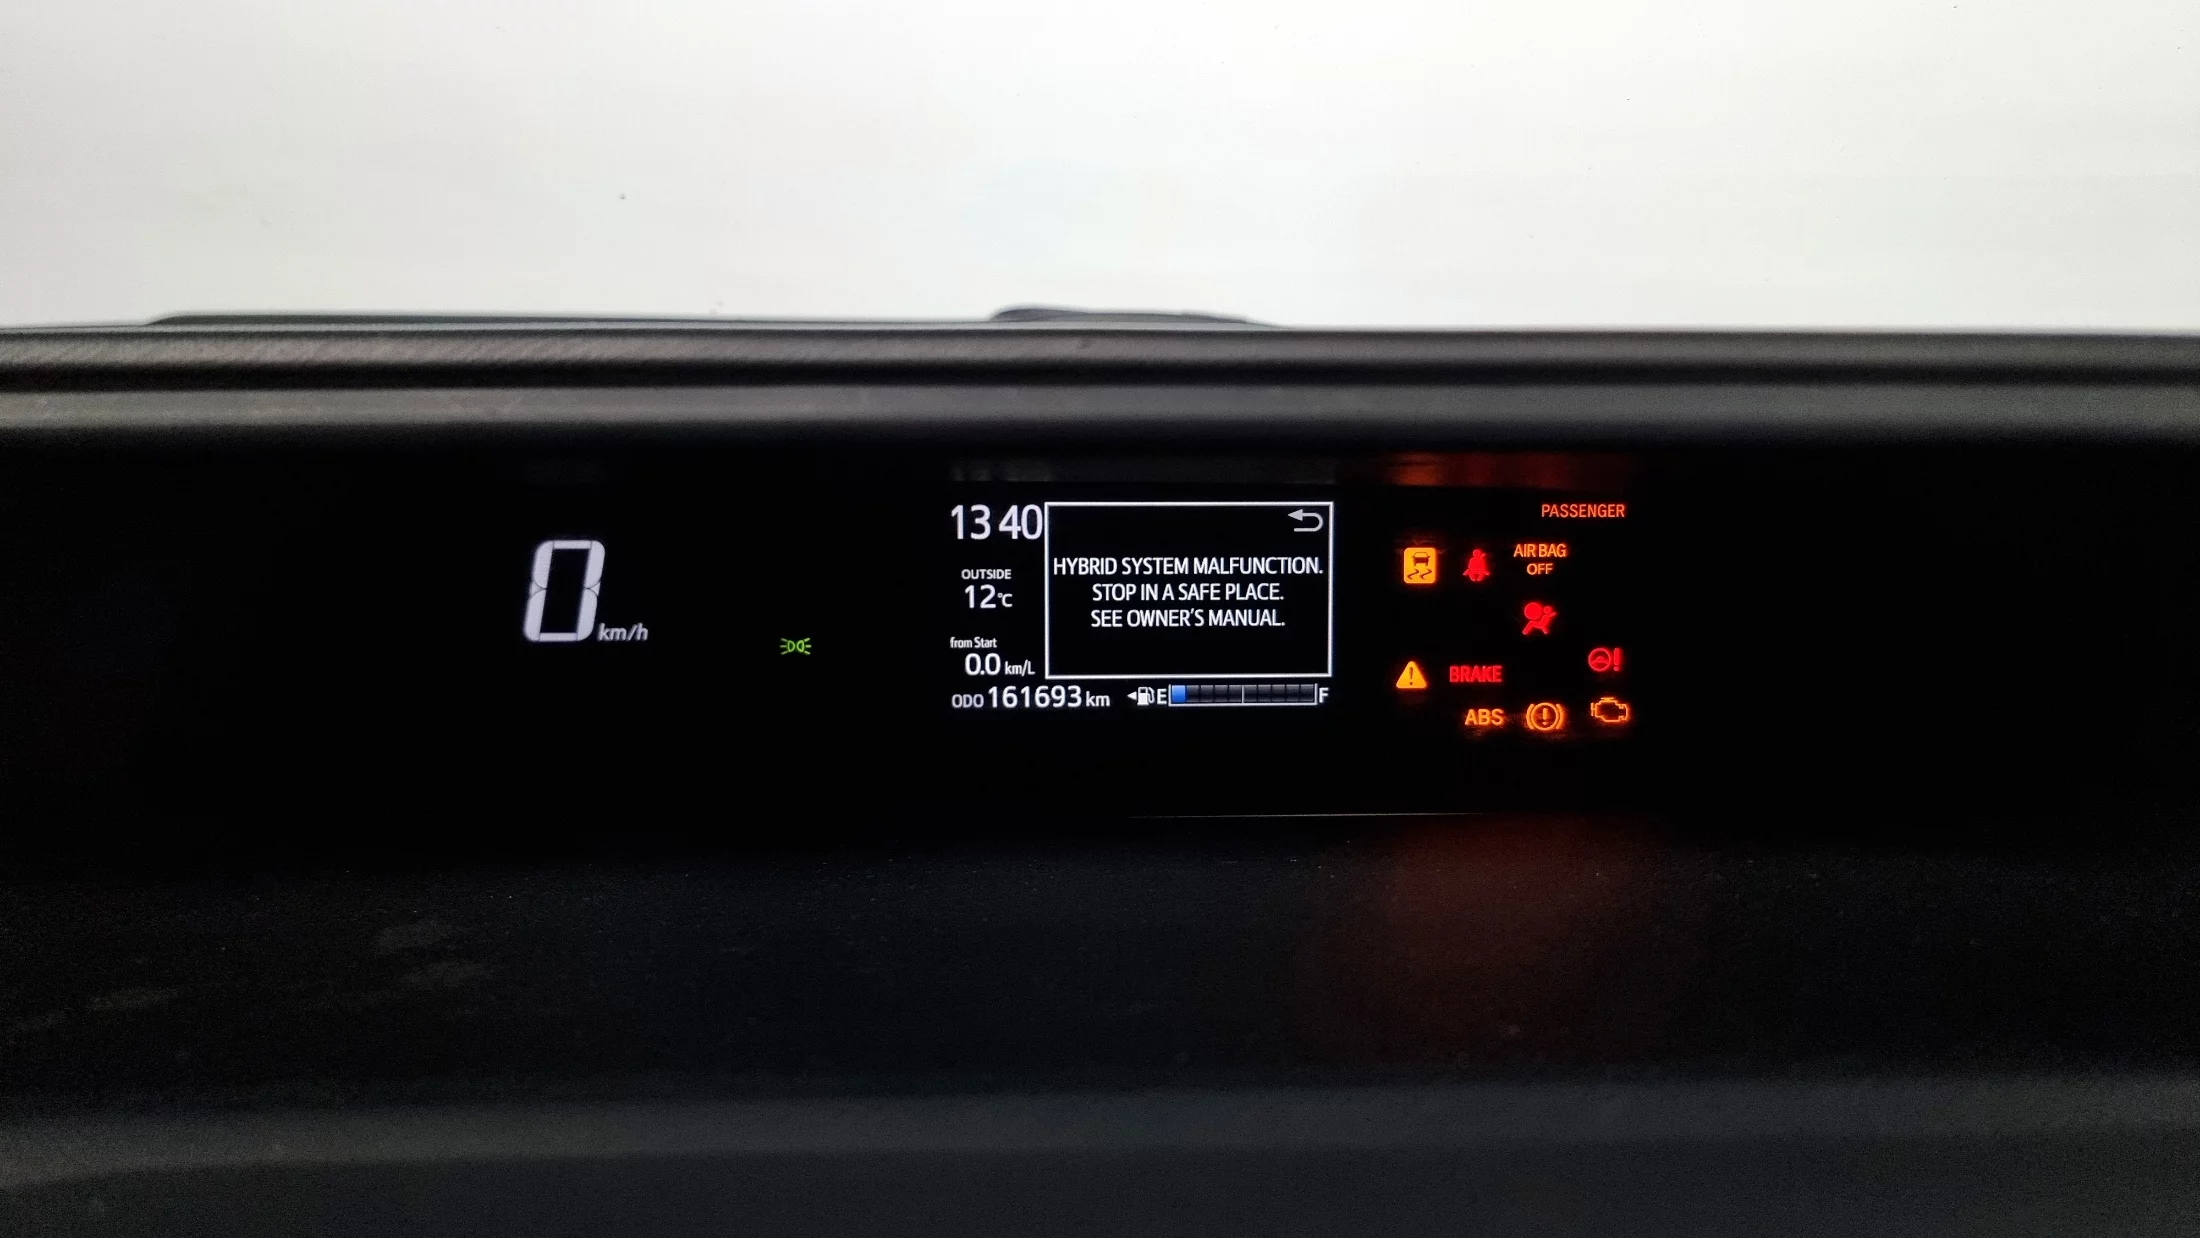 13 40
HYBRID SYSTEM MALFUNCTION.
STOP IN A SAFE PLACE.
SEE OWNER'S MANUAL.
OUTSIDE
12℃
from Start
0.0 km/L
ODO 161693 km
E F
0 km/h
PASSENGER
AIR BAG
OFF
BRAKE
ABS